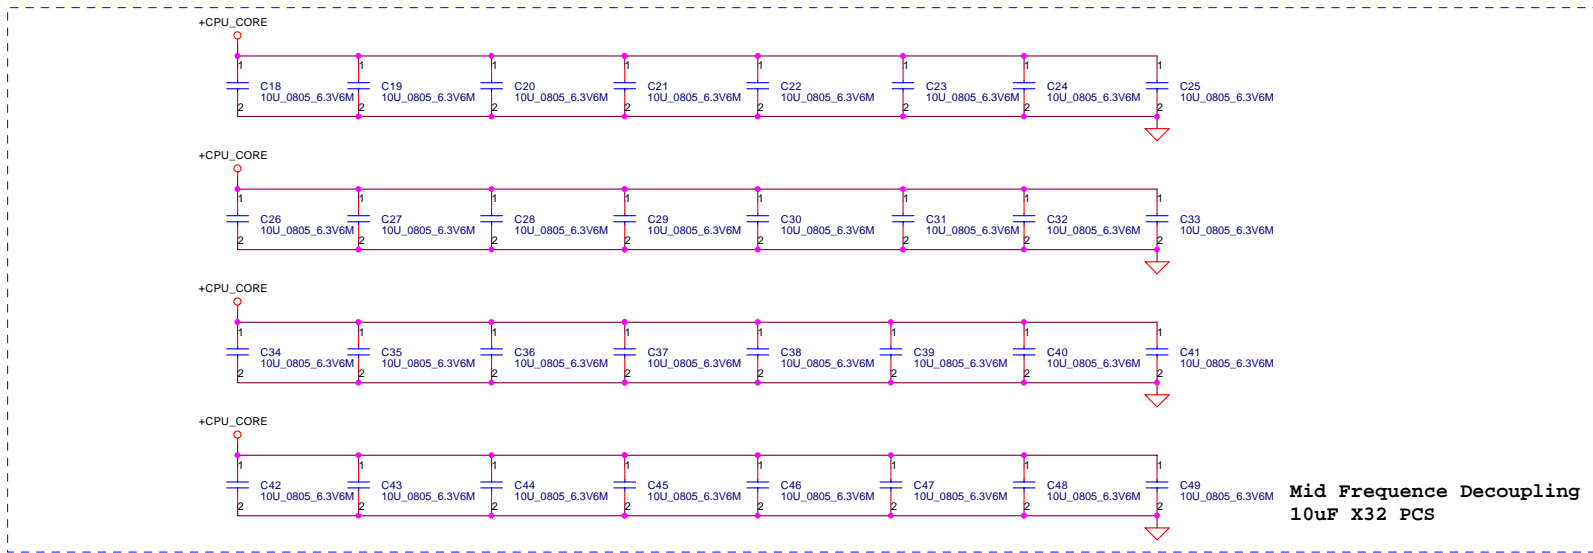 +CPU_CORE
1 1 1 1 1 1 1 1
C18 C19 C20 C21 C22 C23 C24 C25
10U_0805_6.3V6M 10U_0805_6.3V6M 10U_0805_6.3V6M 10U_0805_6.3V6M 10U_0805_6.3V6M 10U_0805_6.3V6M 10U_0805_6.3V6M 10U_0805_6.3V6M
2 2 2 2 2 2 2 2
+CPU_CORE
1 1 1 1 1 1 1 1
C26 C27 C28 C29 C30 C31 C32 C33
10U_0805_6.3V6M 10U_0805_6.3V6M 10U_0805_6.3V6M 10U_0805_6.3V6M 10U_0805_6.3V6M 10U_0805_6.3V6M 10U_0805_6.3V6M 10U_0805_6.3V6M
2 2 2 2 2 2 2 2
+CPU_CORE
1 1 1 1 1 1 1 1
C34 C35 C36 C37 C38 C39 C40 C41
10U_0805_6.3V6M 10U_0805_6.3V6M 10U_0805_6.3V6M 10U_0805_6.3V6M 10U_0805_6.3V6M 10U_0805_6.3V6M 10U_0805_6.3V6M 10U_0805_6.3V6M
2 2 2 2 2 2 2 2
+CPU_CORE
1 1 1 1 1 1 1 1
C42 C43 C44 C45 C46 C47 C48 C49
10U_0805_6.3V6M 10U_0805_6.3V6M 10U_0805_6.3V6M 10U_0805_6.3V6M 10U_0805_6.3V6M 10U_0805_6.3V6M 10U_0805_6.3V6M 10U_0805_6.3V6M
2 2 2 2 2 2 2 2
Mid Frequence Decoupling
10uF X32 PCS